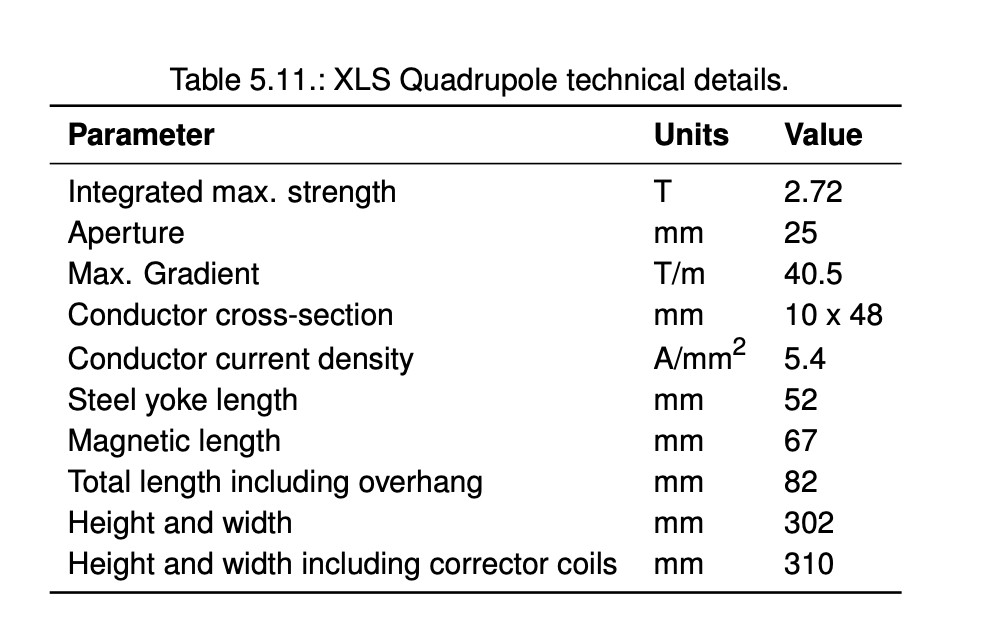 Table 5.11.: XLS Quadrupole technical details.
Parameter Units Value
Integrated max. strength T 2.72
Aperture mm 25
Max. Gradient T/m 40.5
Conductor cross-section mm 10 x 48
Conductor current density A/mm² 5.4
Steel yoke length mm 52
Magnetic length mm 67
Total length including overhang mm 82
Height and width mm 302
Height and width including corrector coils mm 310